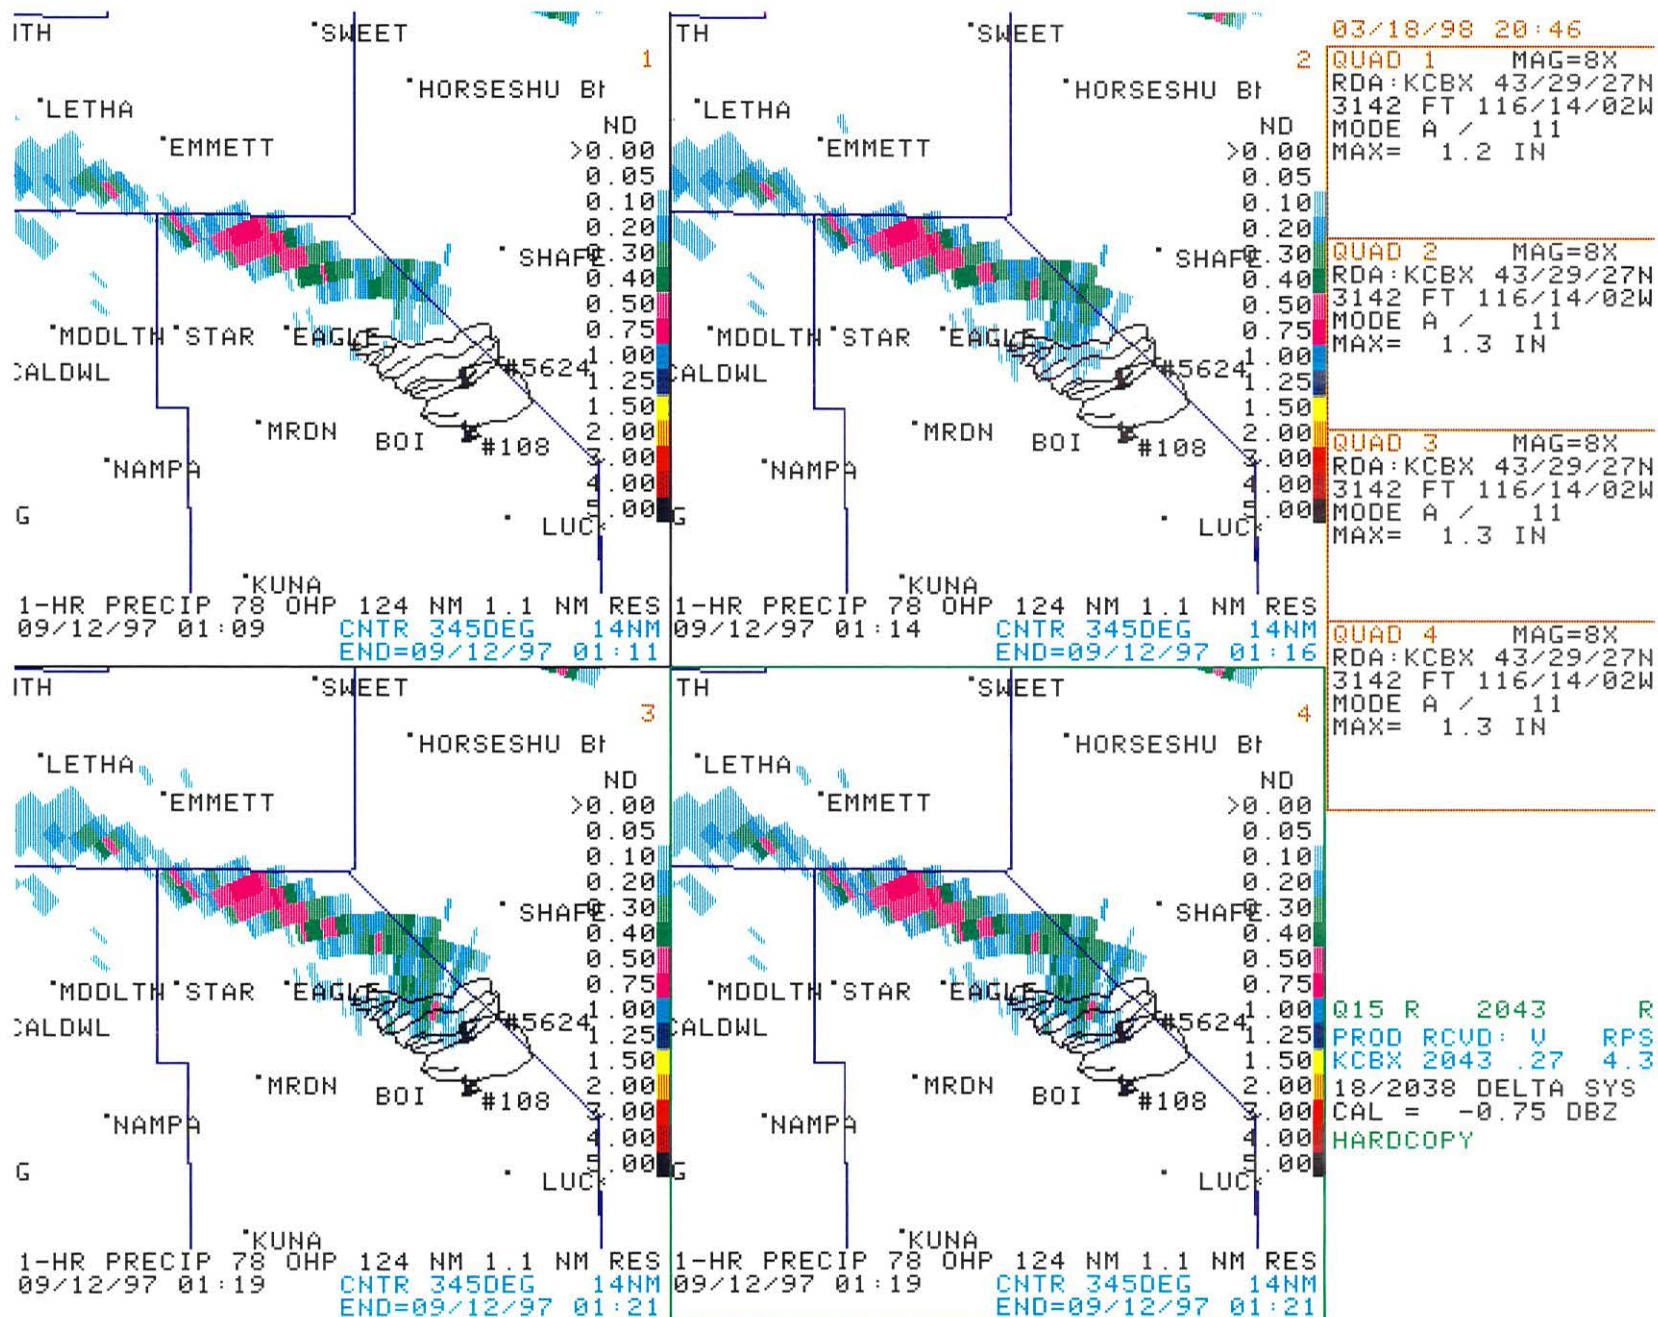 ITH
SWEET
1
HORSESHU BH
LETHA
EMMETT
ND
>0.00
0.05
0.10
0.20
0.30
SHAFE
0.40
0.50
0.75
MDDLTN STAR EAGLE
1.00
#5624
CALDWL
1.25
1.50
MRDN
BOI
#108
2.00
3.00
NAMPA
4.00
5.00
G
LUC
KUNA
1-HR PRECIP 78 OHP 124 NM 1.1 NM RES
09/12/97 01:09
CNTR 345DEG 14NM
END=09/12/97 01:11
TH
SWEET
2
HORSESHU BH
LETHA
EMMETT
ND
>0.00
0.05
0.10
0.20
0.30
SHAFE
0.40
0.50
0.75
MDDLTN STAR EAGLE
1.00
#5624
CALDWL
1.25
1.50
MRDN
BOI
#108
2.00
3.00
NAMPA
4.00
5.00
G
LUC
KUNA
1-HR PRECIP 78 OHP 124 NM 1.1 NM RES
09/12/97 01:14
CNTR 345DEG 14NM
END=09/12/97 01:16
ITH
SWEET
3
HORSESHU BH
LETHA
EMMETT
ND
>0.00
0.05
0.10
0.20
0.30
SHAFE
0.40
0.50
0.75
MDDLTN STAR EAGLE
1.00
#5624
CALDWL
1.25
1.50
MRDN
BOI
#108
2.00
3.00
NAMPA
4.00
5.00
G
LUC
KUNA
1-HR PRECIP 78 OHP 124 NM 1.1 NM RES
09/12/97 01:19
CNTR 345DEG 14NM
END=09/12/97 01:21
TH
SWEET
4
HORSESHU BH
LETHA
EMMETT
ND
>0.00
0.05
0.10
0.20
0.30
SHAFE
0.40
0.50
0.75
MDDLTN STAR EAGLE
1.00
#5624
CALDWL
1.25
1.50
MRDN
BOI
#108
2.00
3.00
NAMPA
4.00
5.00
G
LUC
KUNA
1-HR PRECIP 78 OHP 124 NM 1.1 NM RES
09/12/97 01:19
CNTR 345DEG 14NM
END=09/12/97 01:21
03/18/98 20:46
QUAD 1 MAG=8X
RDA:KCBX 43/29/27N
3142 FT 116/14/02W
MODE A / 11
MAX= 1.2 IN
QUAD 2 MAG=8X
RDA:KCBX 43/29/27N
3142 FT 116/14/02W
MODE A / 11
MAX= 1.3 IN
QUAD 3 MAG=8X
RDA:KCBX 43/29/27N
3142 FT 116/14/02W
MODE A / 11
MAX= 1.3 IN
QUAD 4 MAG=8X
RDA:KCBX 43/29/27N
3142 FT 116/14/02W
MODE A / 11
MAX= 1.3 IN
Q15 R 2043 R
PROD RCVD: V RPS
KCBX 2043 .27 4.3
18/2038 DELTA SYS
CAL = -0.75 DBZ
HARDCOPY